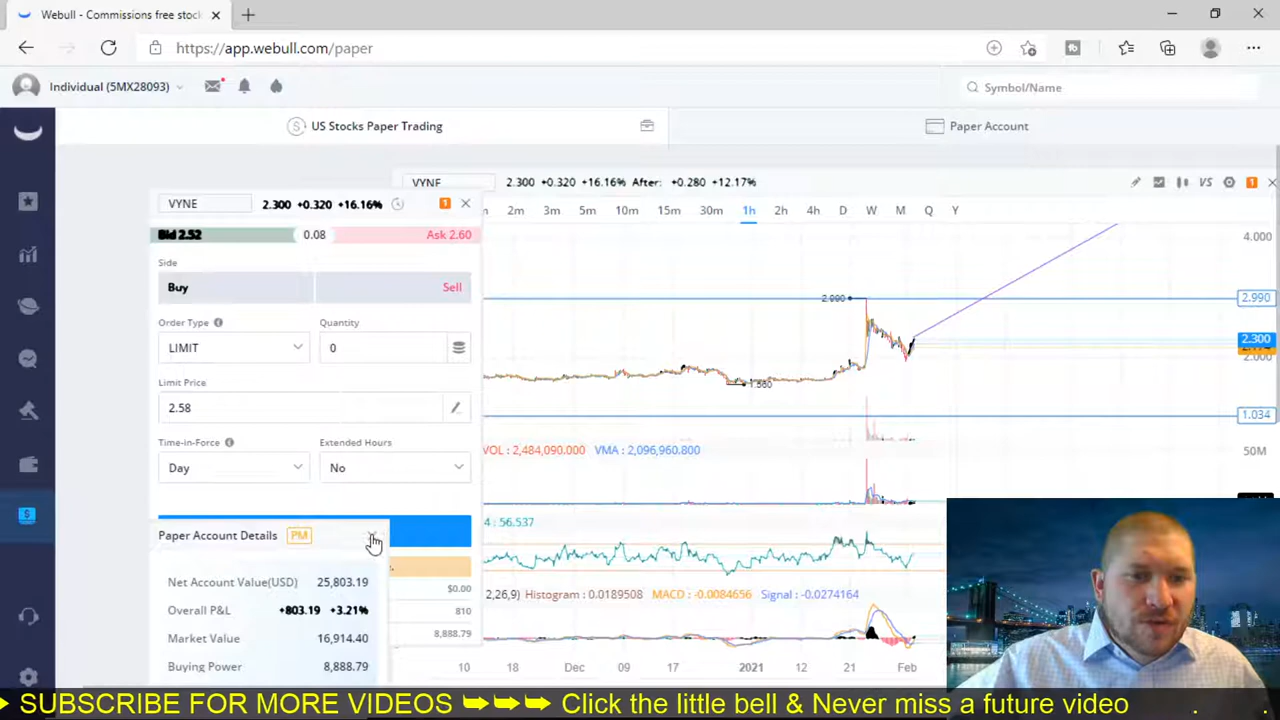 Webull - Commissions free stoc
https://app.webull.com/paper
Individual (5MX28093)
Symbol/Name
US Stocks Paper Trading
Paper Account
VYNE 2.300 +0.320 +16.16% After: +0.280 +12.17%
VYNE 2.300 +0.320 +16.16% 1
2m 3m 5m 10m 15m 30m 1h 2h 4h D W M Q Y
VS 1
Bid 2.52 0.08 Ask 2.60
Side
Buy Sell
Order Type Quantity
LIMIT 0
Limit Price
2.58
Time-in-Force Extended Hours
Day No
Paper Account Details PM
Net Account Value(USD) 25,803.19
Overall P&L +803.19 +3.21%
Market Value 16,914.40
Buying Power 8,888.79
$0.00
810
8,888.79
4.000
2.990 2.990
2.300
2.000
1.560
1.034
VOL : 2,484,090.000 VMA : 2,096,960.800
50M
4 : 56.537
2,26,9) Histogram : 0.0189508 MACD : -0.0084656 Signal : -0.0274164
10 18 Dec 09 17 2021 21 Feb
SUBSCRIBE FOR MORE VIDEOS ➥➥➥ Click the little bell & Never miss a future video . .